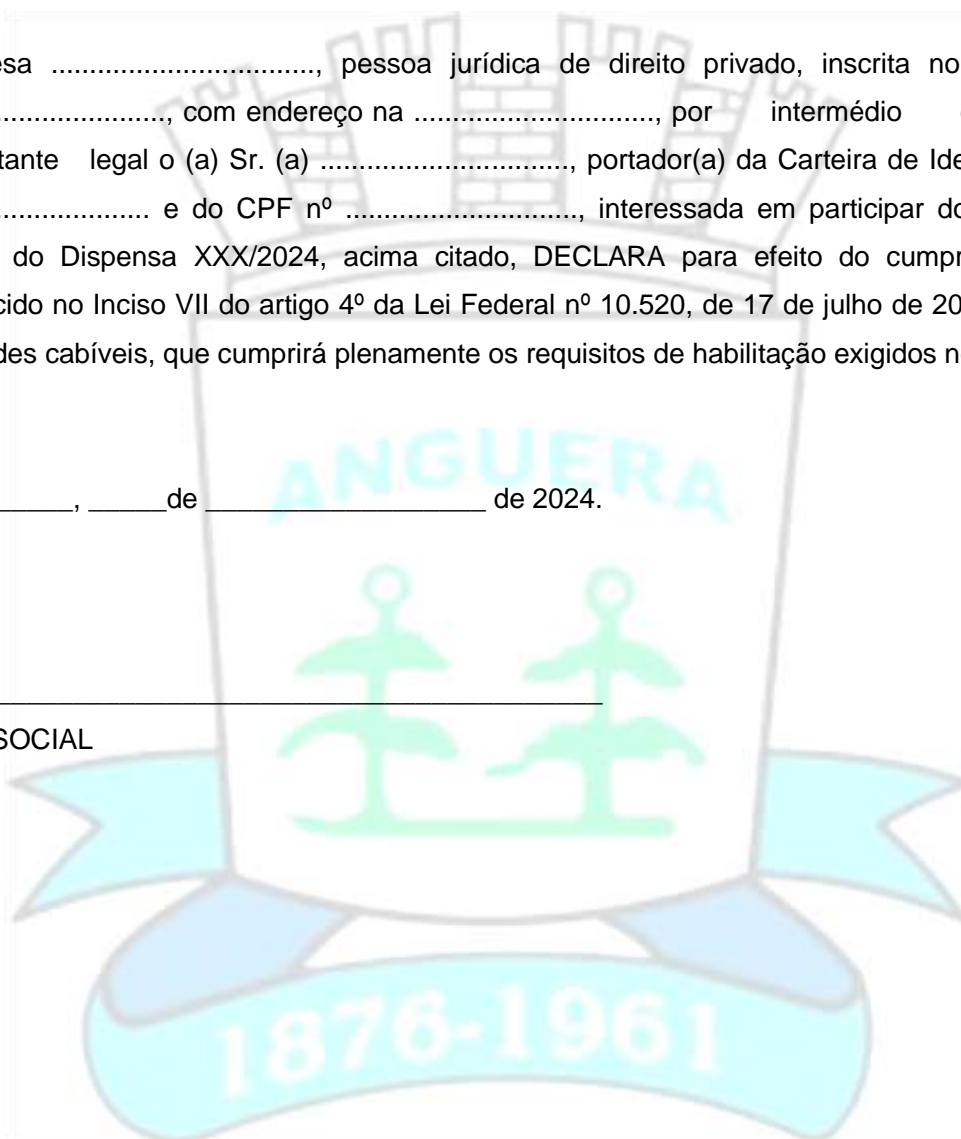 esa .................................., pessoa jurídica de direito privado, inscrita no
......................, com endereço na ..............................., por intermédio
tante legal o (a) Sr. (a) ................................, portador(a) da Carteira de Ide
.................... e do CPF nº .............................., interessada em participar do
do Dispensa XXX/2024, acima citado, DECLARA para efeito do cumpr
cido no Inciso VII do artigo 4º da Lei Federal nº 10.520, de 17 de julho de 20
des cabíveis, que cumprirá plenamente os requisitos de habilitação exigidos n
ANGUERA
_____, _____de __________________ de 2024.
_______________________________________
SOCIAL
1876-1961